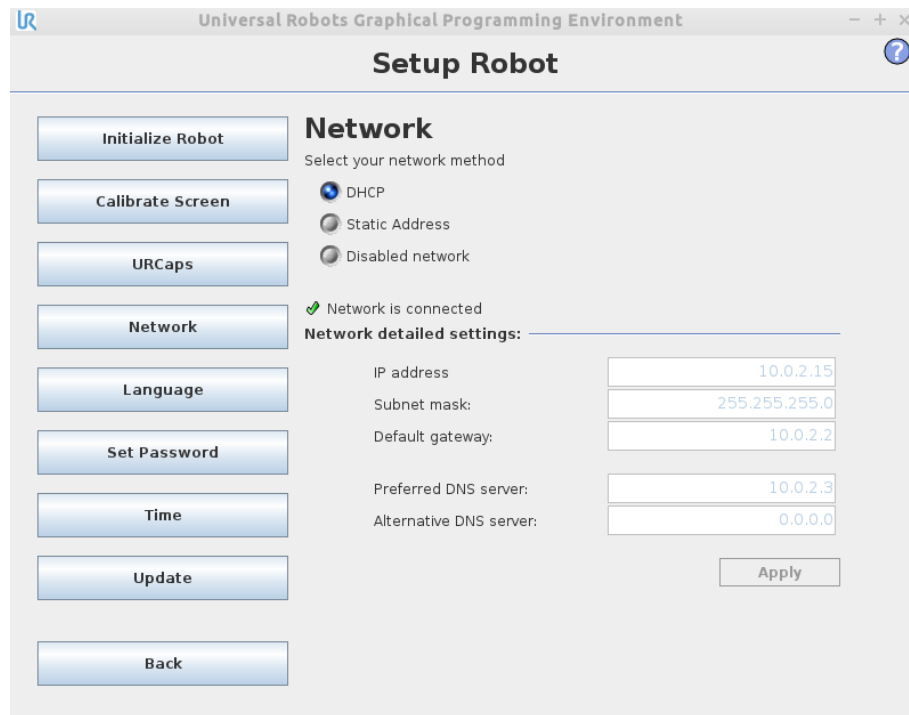 UR
Universal Robots Graphical Programming Environment
Setup Robot
?
Initialize Robot
Calibrate Screen
URCaps
Network
Language
Set Password
Time
Update
Back
Network
Select your network method
DHCP
Static Address
Disabled network
Network is connected
Network detailed settings:
IP address 10.0.2.15
Subnet mask: 255.255.255.0
Default gateway: 10.0.2.2
Preferred DNS server: 10.0.2.3
Alternative DNS server: 0.0.0.0
Apply